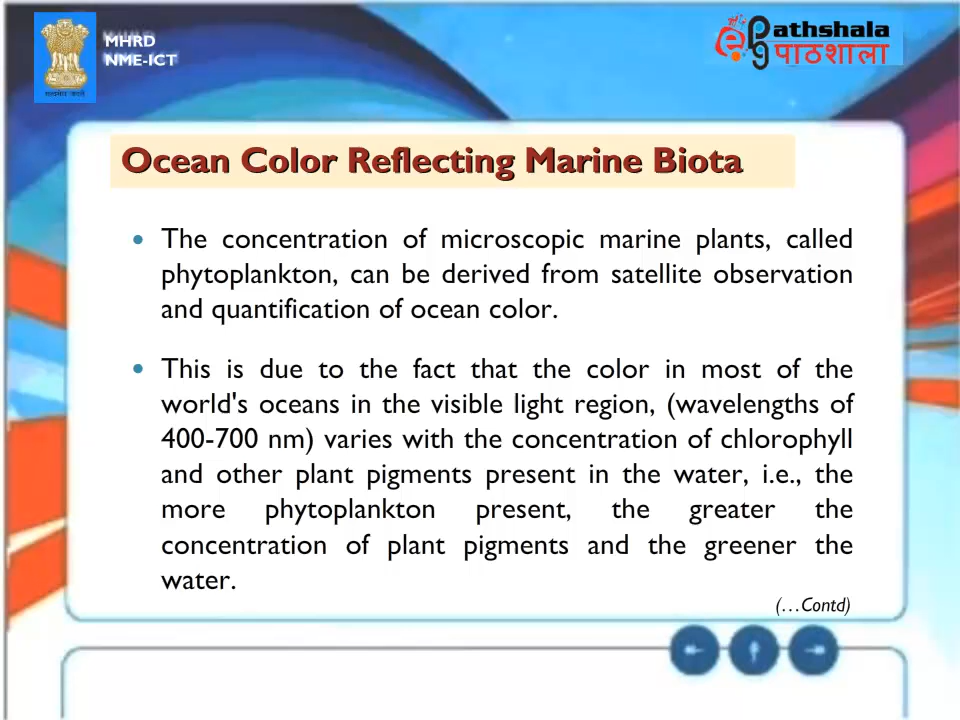 MHRD
NME-ICT
ePathshala
पाठशाला
Ocean Color Reflecting Marine Biota
• The concentration of microscopic marine plants, called
phytoplankton, can be derived from satellite observation
and quantification of ocean color.
• This is due to the fact that the color in most of the
world's oceans in the visible light region, (wavelengths of
400-700 nm) varies with the concentration of chlorophyll
and other plant pigments present in the water, i.e., the
more phytoplankton present, the greater the
concentration of plant pigments and the greener the
water.
(…Contd)